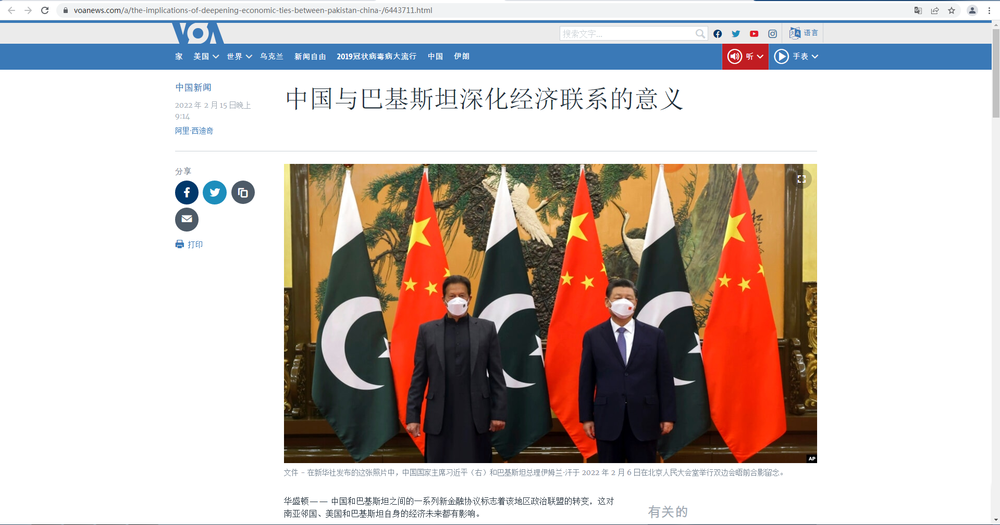 voanews.com/a/the-implications-of-deepening-economic-ties-between-pakistan-china-/6443711.html
VOA
搜索文字...
语言
家 美国 世界 乌克兰 新闻自由 2019冠状病毒病大流行 中国 伊朗
听 手表
中国新闻
2022 年 2 月 15 日晚上
9:14
阿里·西迪奇
中国与巴基斯坦深化经济联系的意义
分享
打印
AP
文件 - 在新华社发布的这张照片中，中国国家主席习近平（右）和巴基斯坦总理伊姆兰·汗于 2022 年 2 月 6 日在北京人民大会堂举行双边会晤前合影留念。
华盛顿—— 中国和巴基斯坦之间的一系列新金融协议标志着该地区政治联盟的转变，这对
南亚邻国、美国和巴基斯坦自身的经济未来都有影响。
有关的